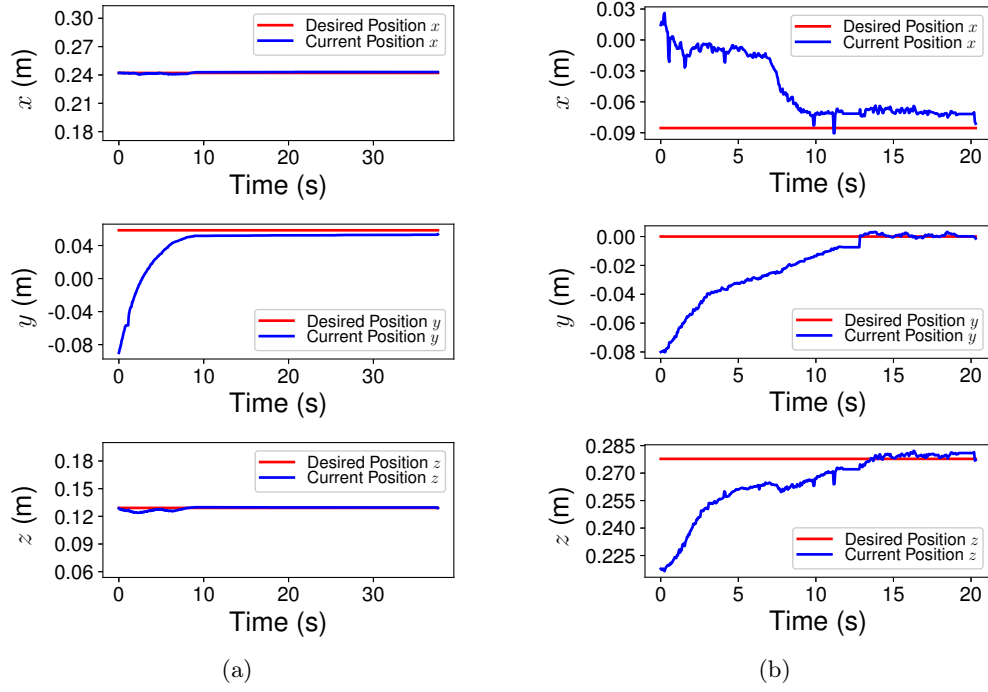 0.30
0.27
0.24
0.21
0.18
x (m)
Desired Position x
Current Position x
0 10 20 30
Time (s)
0.04
0.00
-0.04
-0.08
y (m)
Desired Position y
Current Position y
0 10 20 30
Time (s)
0.18
0.15
0.12
0.09
0.06
z (m)
Desired Position z
Current Position z
0 10 20 30
Time (s)
(a)
0.03
0.00
-0.03
-0.06
-0.09
x (m)
Desired Position x
Current Position x
0 5 10 15 20
Time (s)
0.00
-0.02
-0.04
-0.06
-0.08
y (m)
Desired Position y
Current Position y
0 5 10 15 20
Time (s)
0.285
0.270
0.255
0.240
0.225
z (m)
Desired Position z
Current Position z
0 5 10 15 20
Time (s)
(b)